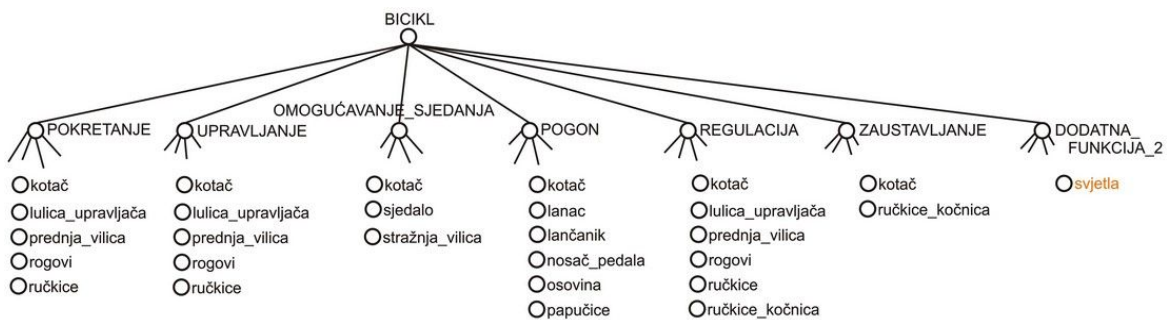 BICIKL
POKRETANJE
UPRAVLJANJE
OMOGUĆAVANJE_SJEDANJA
POGON
REGULACIJA
ZAUSTAVLJANJE
DODATNA_
FUNKCIJA_2
kotač
lulica_upravljača
prednja_vilica
rogovi
ručkice
kotač
lulica_upravljača
prednja_vilica
rogovi
ručkice
kotač
sjedalo
stražnja_vilica
kotač
lanac
lančanik
nosač_pedala
osovina
papučice
kotač
lulica_upravljača
prednja_vilica
rogovi
ručkice
ručkice_kočnica
kotač
ručkice_kočnica
svjetla